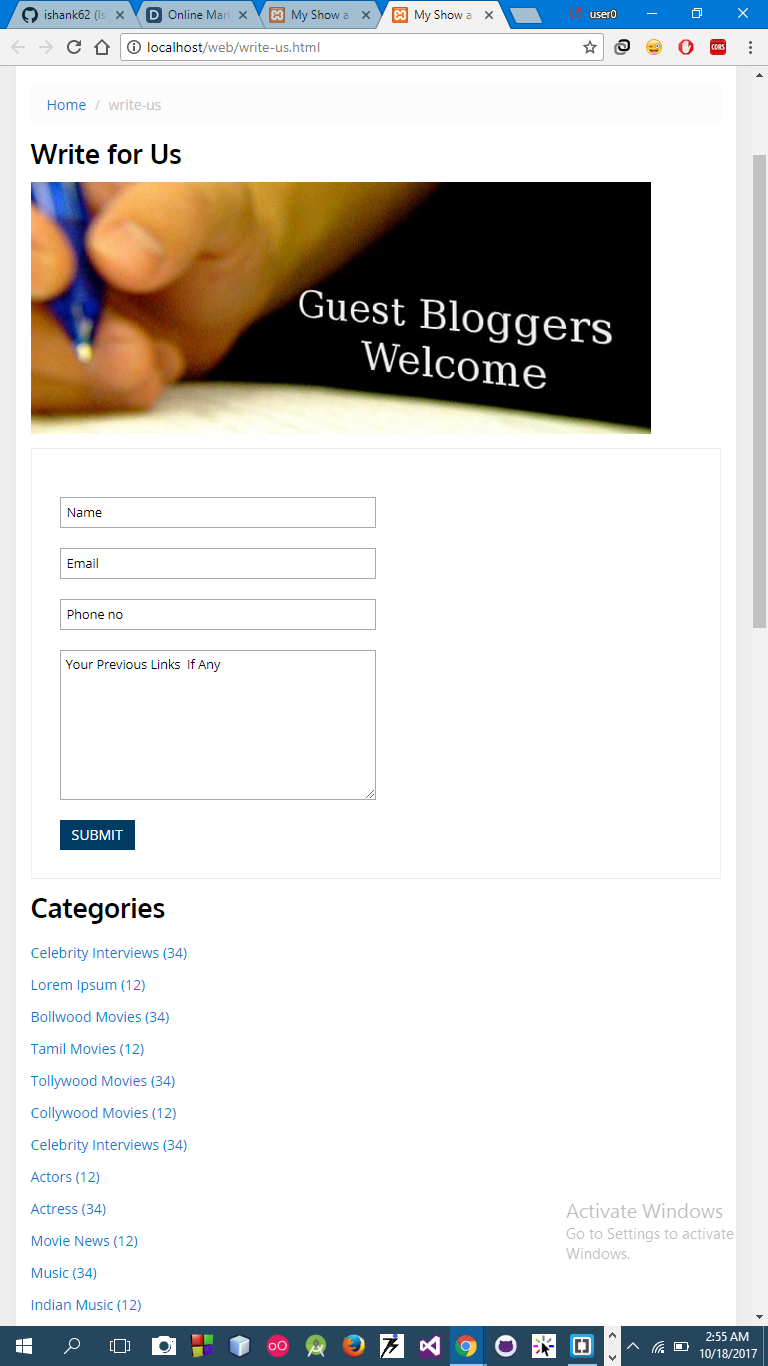 ishank62 (Is
Online Mar
My Show a
My Show a
user0
localhost/web/write-us.html
CORS
Home / write-us
Write for Us
Guest Bloggers
Welcome
Name
Email
Phone no
Your Previous Links  If Any
SUBMIT
Categories
Celebrity Interviews (34)
Lorem Ipsum (12)
Bollwood Movies (34)
Tamil Movies (12)
Tollywood Movies (34)
Collywood Movies (12)
Celebrity Interviews (34)
Actors (12)
Actress (34)
Movie News (12)
Music (34)
Indian Music (12)
Activate Windows
Go to Settings to activate
Windows.
2:55 AM
10/18/2017